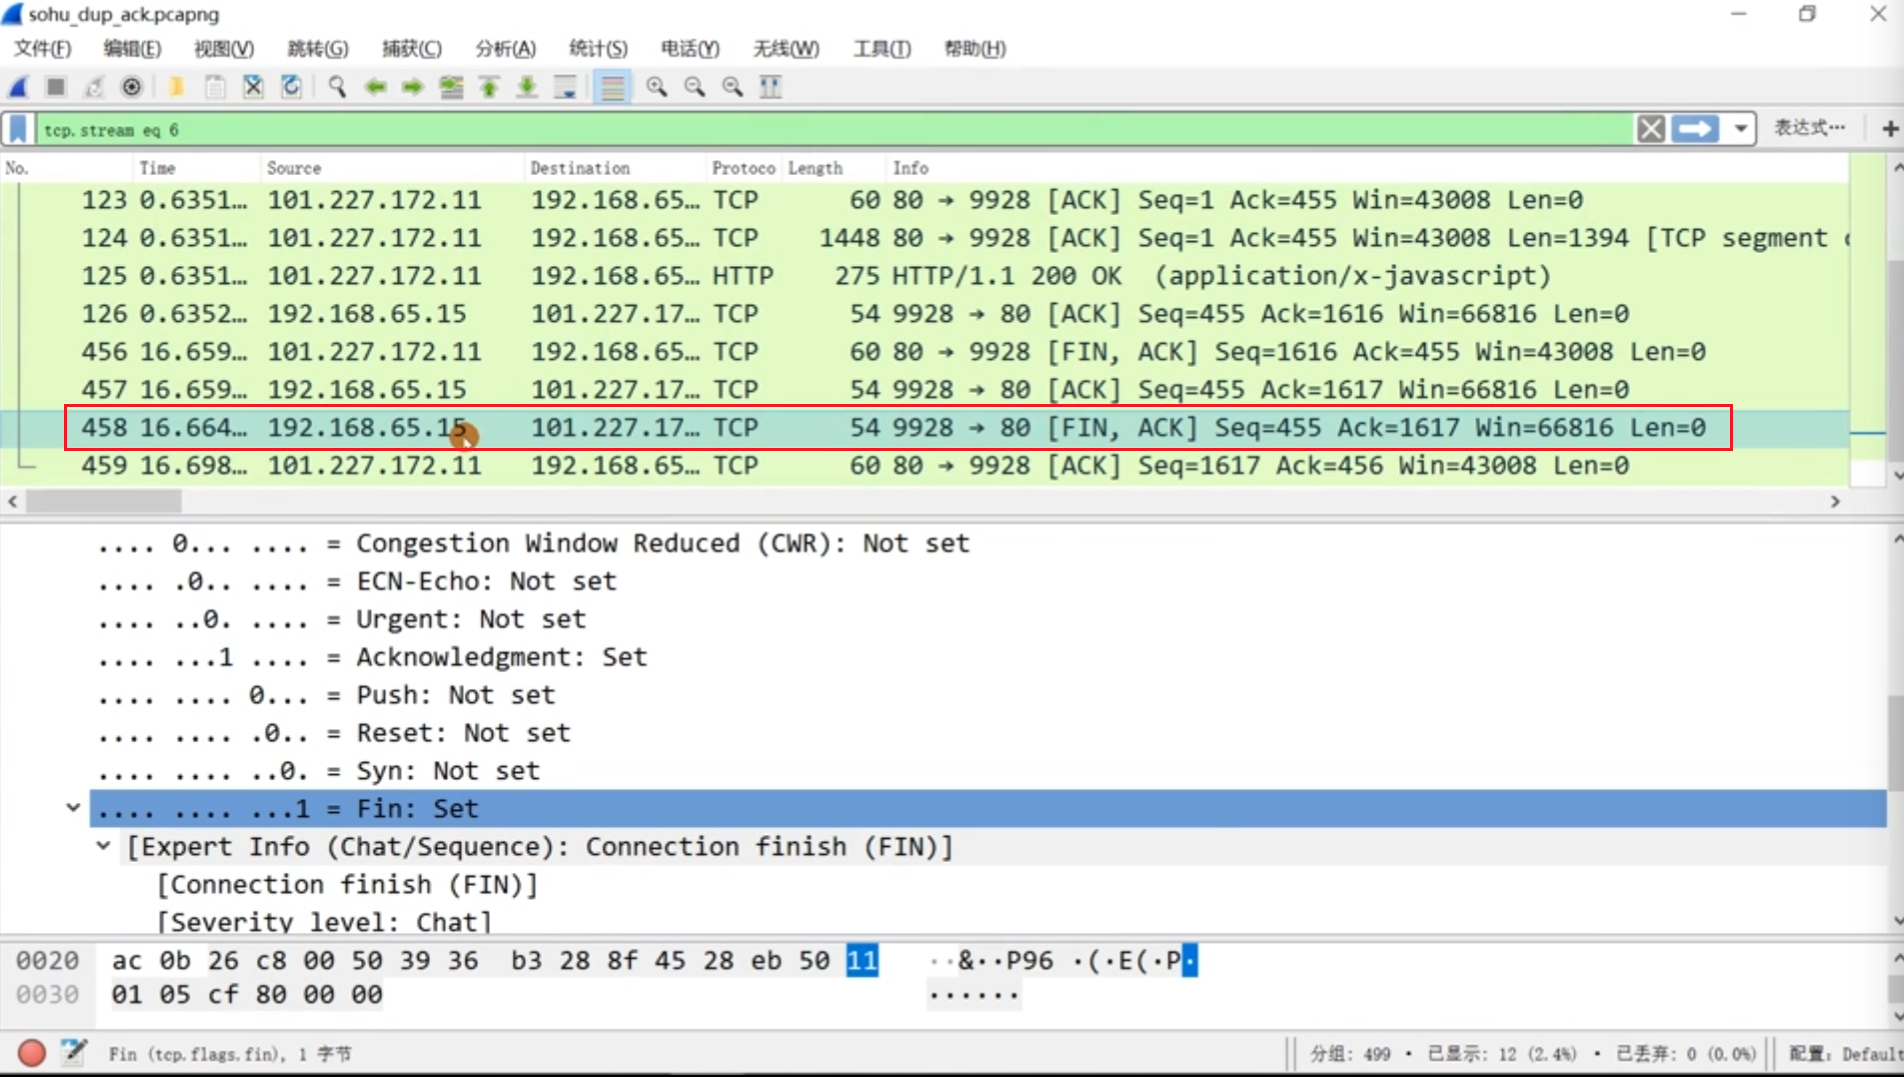 sohu_dup_ack.pcapng
文件(F) 编辑(E) 视图(V) 跳转(G) 捕获(C) 分析(A) 统计(S) 电话(Y) 无线(W) 工具(T) 帮助(H)
tcp.stream eq 6 表达式… +
No. Time Source Destination Protoco Length Info
123 0.6351… 101.227.172.11 192.168.65… TCP 60 80 → 9928 [ACK] Seq=1 Ack=455 Win=43008 Len=0
124 0.6351… 101.227.172.11 192.168.65… TCP 1448 80 → 9928 [ACK] Seq=1 Ack=455 Win=43008 Len=1394 [TCP segment
125 0.6351… 101.227.172.11 192.168.65… HTTP 275 HTTP/1.1 200 OK (application/x-javascript)
126 0.6352… 192.168.65.15 101.227.17… TCP 54 9928 → 80 [ACK] Seq=455 Ack=1616 Win=66816 Len=0
456 16.659… 101.227.172.11 192.168.65… TCP 60 80 → 9928 [FIN, ACK] Seq=1616 Ack=455 Win=43008 Len=0
457 16.659… 192.168.65.15 101.227.17… TCP 54 9928 → 80 [ACK] Seq=455 Ack=1617 Win=66816 Len=0
458 16.664… 192.168.65.15 101.227.17… TCP 54 9928 → 80 [FIN, ACK] Seq=455 Ack=1617 Win=66816 Len=0
459 16.698… 101.227.172.11 192.168.65… TCP 60 80 → 9928 [ACK] Seq=1617 Ack=456 Win=43008 Len=0
.... 0... .... = Congestion Window Reduced (CWR): Not set
.... .0.. .... = ECN-Echo: Not set
.... ..0. .... = Urgent: Not set
.... ...1 .... = Acknowledgment: Set
.... .... 0... = Push: Not set
.... .... .0.. = Reset: Not set
.... .... ..0. = Syn: Not set
.... .... ...1 = Fin: Set
[Expert Info (Chat/Sequence): Connection finish (FIN)]
[Connection finish (FIN)]
[Severity level: Chat]
0020 ac 0b 26 c8 00 50 39 36 b3 28 8f 45 28 eb 50 11 ··&··P96 ·(·E(·P·
0030 01 05 cf 80 00 00 ······
Fin (tcp.flags.fin), 1 字节 分组: 499 · 已显示: 12 (2.4%) · 已丢弃: 0 (0.0%) 配置: Default